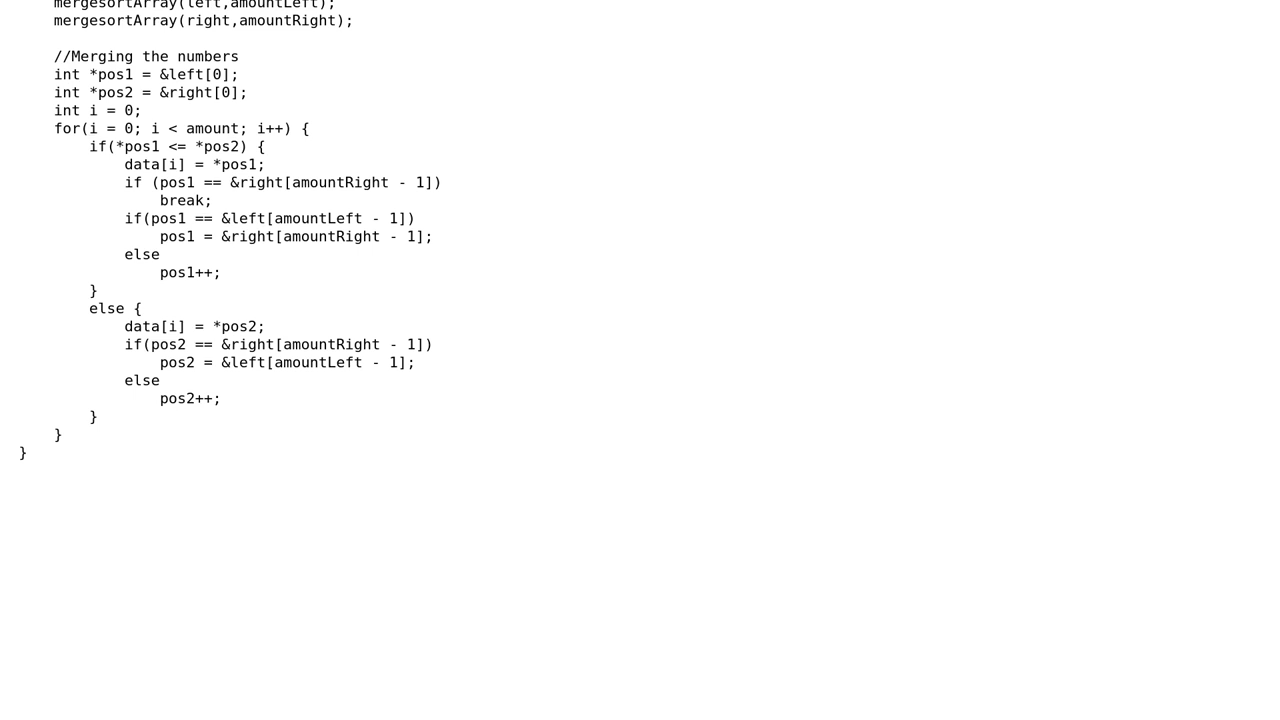 mergesortArray(left,amountLeft);
mergesortArray(right,amountRight);
//Merging the numbers
int *pos1 = &left[0];
int *pos2 = &right[0];
int i = 0;
for(i = 0; i < amount; i++) {
if(*pos1 <= *pos2) {
data[i] = *pos1;
if (pos1 == &right[amountRight - 1])
break;
if(pos1 == &left[amountLeft - 1])
pos1 = &right[amountRight - 1];
else
pos1++;
}
else {
data[i] = *pos2;
if(pos2 == &right[amountRight - 1])
pos2 = &left[amountLeft - 1];
else
pos2++;
}
}
}